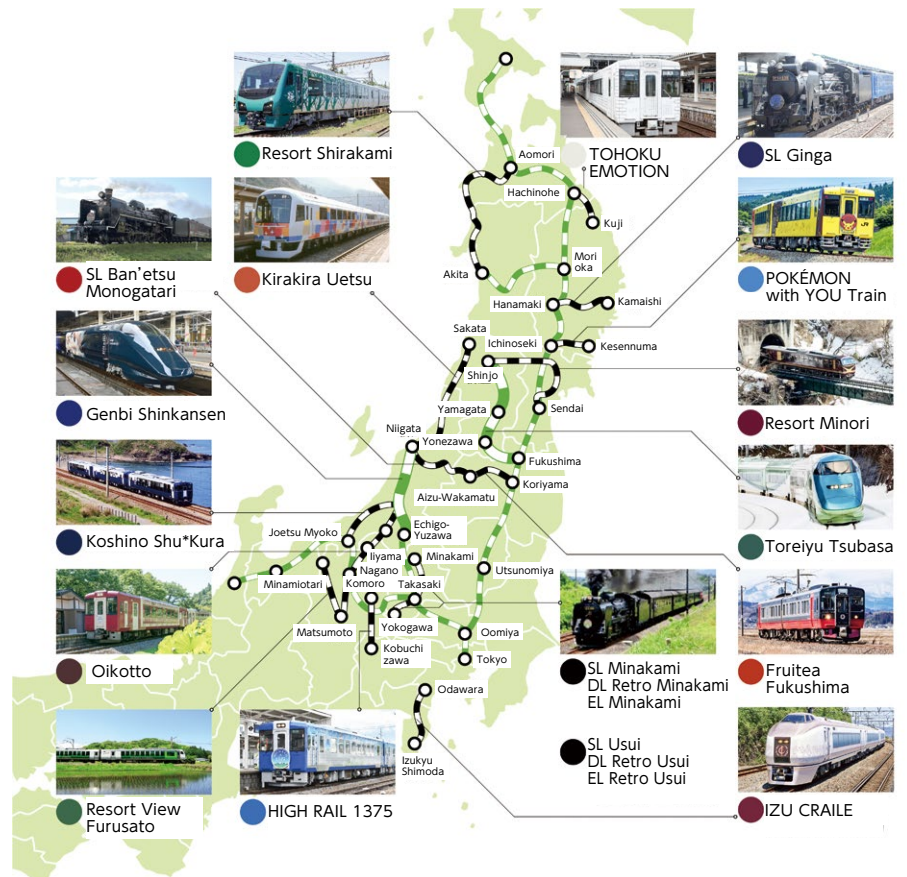 Resort Shirakami
TOHOKU
EMOTION
SL Ginga
SL Ban'etsu
Monogatari
Kirakira Uetsu
POKÉMON
with YOU Train
Genbi Shinkansen
Resort Minori
Koshino Shu*Kura
Toreiyu Tsubasa
Oikotto
SL Minakami
DL Retro Minakami
EL Minakami
Fruitea
Fukushima
SL Usui
DL Retro Usui
EL Retro Usui
Resort View
Furusato
HIGH RAIL 1375
IZU CRAILE
Aomori
Hachinohe
Kuji
Akita
Mori
oka
Hanamaki
Kamaishi
Sakata
Ichinoseki
Kesennuma
Shinjo
Yamagata
Sendai
Niigata
Yonezawa
Fukushima
Koriyama
Aizu-Wakamatu
Joetsu Myoko
Echigo-
Yuzawa
Iiyama
Minakami
Nagano
Utsunomiya
Minamiotari
Komoro
Takasaki
Matsumoto
Yokogawa
Oomiya
Kobuchi
zawa
Tokyo
Odawara
Izukyu
Shimoda